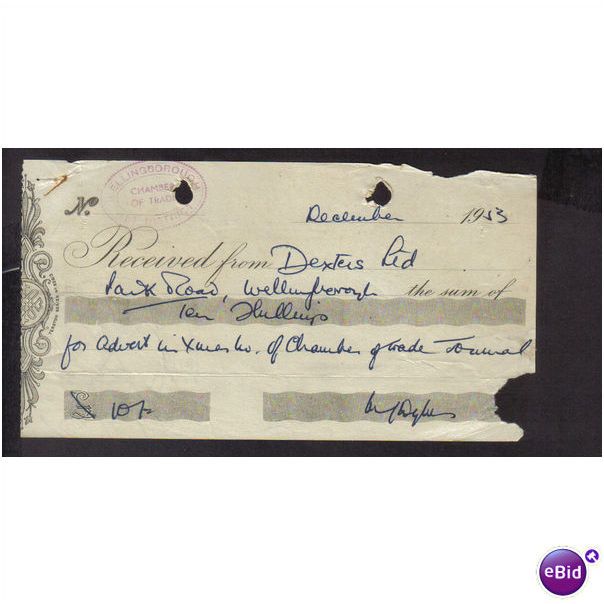 ELLINGBOROUGH
CHAMBER
OF TRADE
No.
December 1953
Received from Dexters Ltd
Park Road, Wellingborough the sum of
Ten Shillings
for Advert in Xmas No. of Chamber of Trade Journal
£ 10/-
eBid